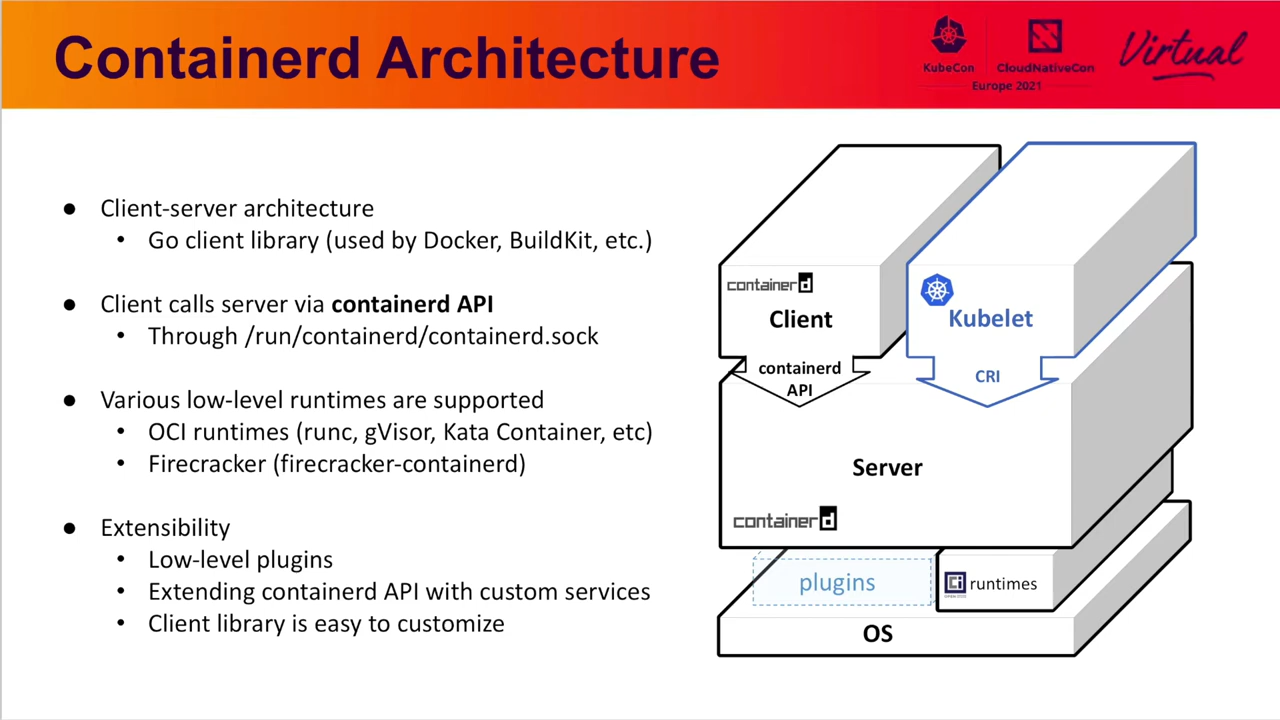 Containerd Architecture
KubeCon
CloudNativeCon
Europe 2021
Virtual
● Client-server architecture
• Go client library (used by Docker, BuildKit, etc.)
● Client calls server via containerd API
• Through /run/containerd/containerd.sock
● Various low-level runtimes are supported
• OCI runtimes (runc, gVisor, Kata Container, etc)
• Firecracker (firecracker-containerd)
● Extensibility
• Low-level plugins
• Extending containerd API with custom services
• Client library is easy to customize
containerd
Client
containerd
API
Kubelet
CRI
Server
containerd
plugins
runtimes
OS